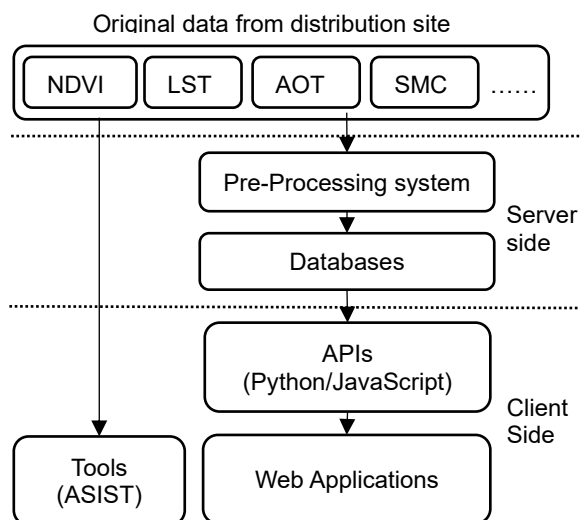 Original data from distribution site
NDVI LST AOT SMC ......
Pre-Processing system
Server
side
Databases
APIs
(Python/JavaScript)
Client
Side
Tools
(ASIST)
Web Applications